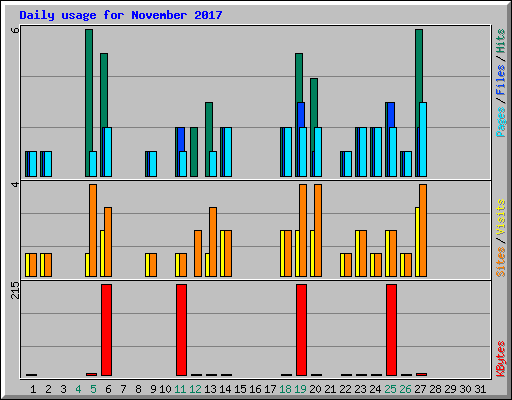 Daily usage for November 2017
6
Pages / Files / Hits
4
Sites / Visits
215
KBytes
1 2 3 4 5 6 7 8 9 10 11 12 13 14 15 16 17 18 19 20 21 22 23 24 25 26 27 28 29 30 31